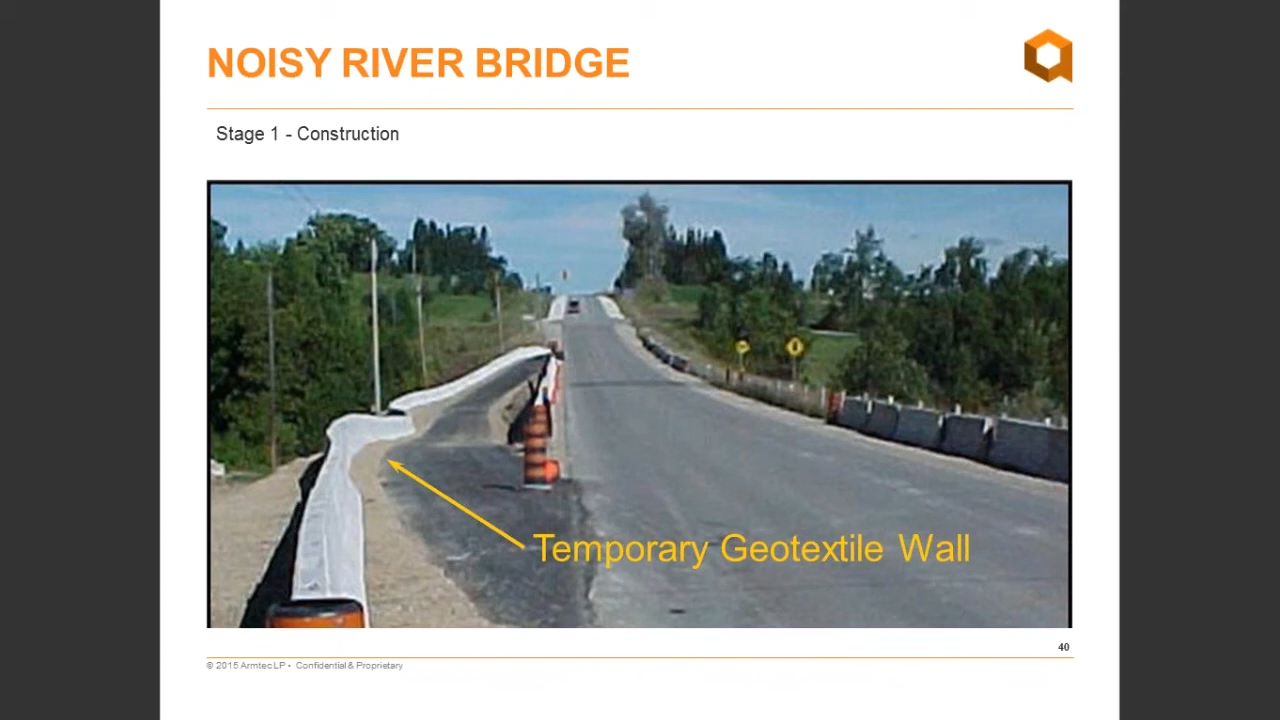 NOISY RIVER BRIDGE
Stage 1 - Construction
Temporary Geotextile Wall
40
© 2015 Armtec LP - Confidential & Proprietary